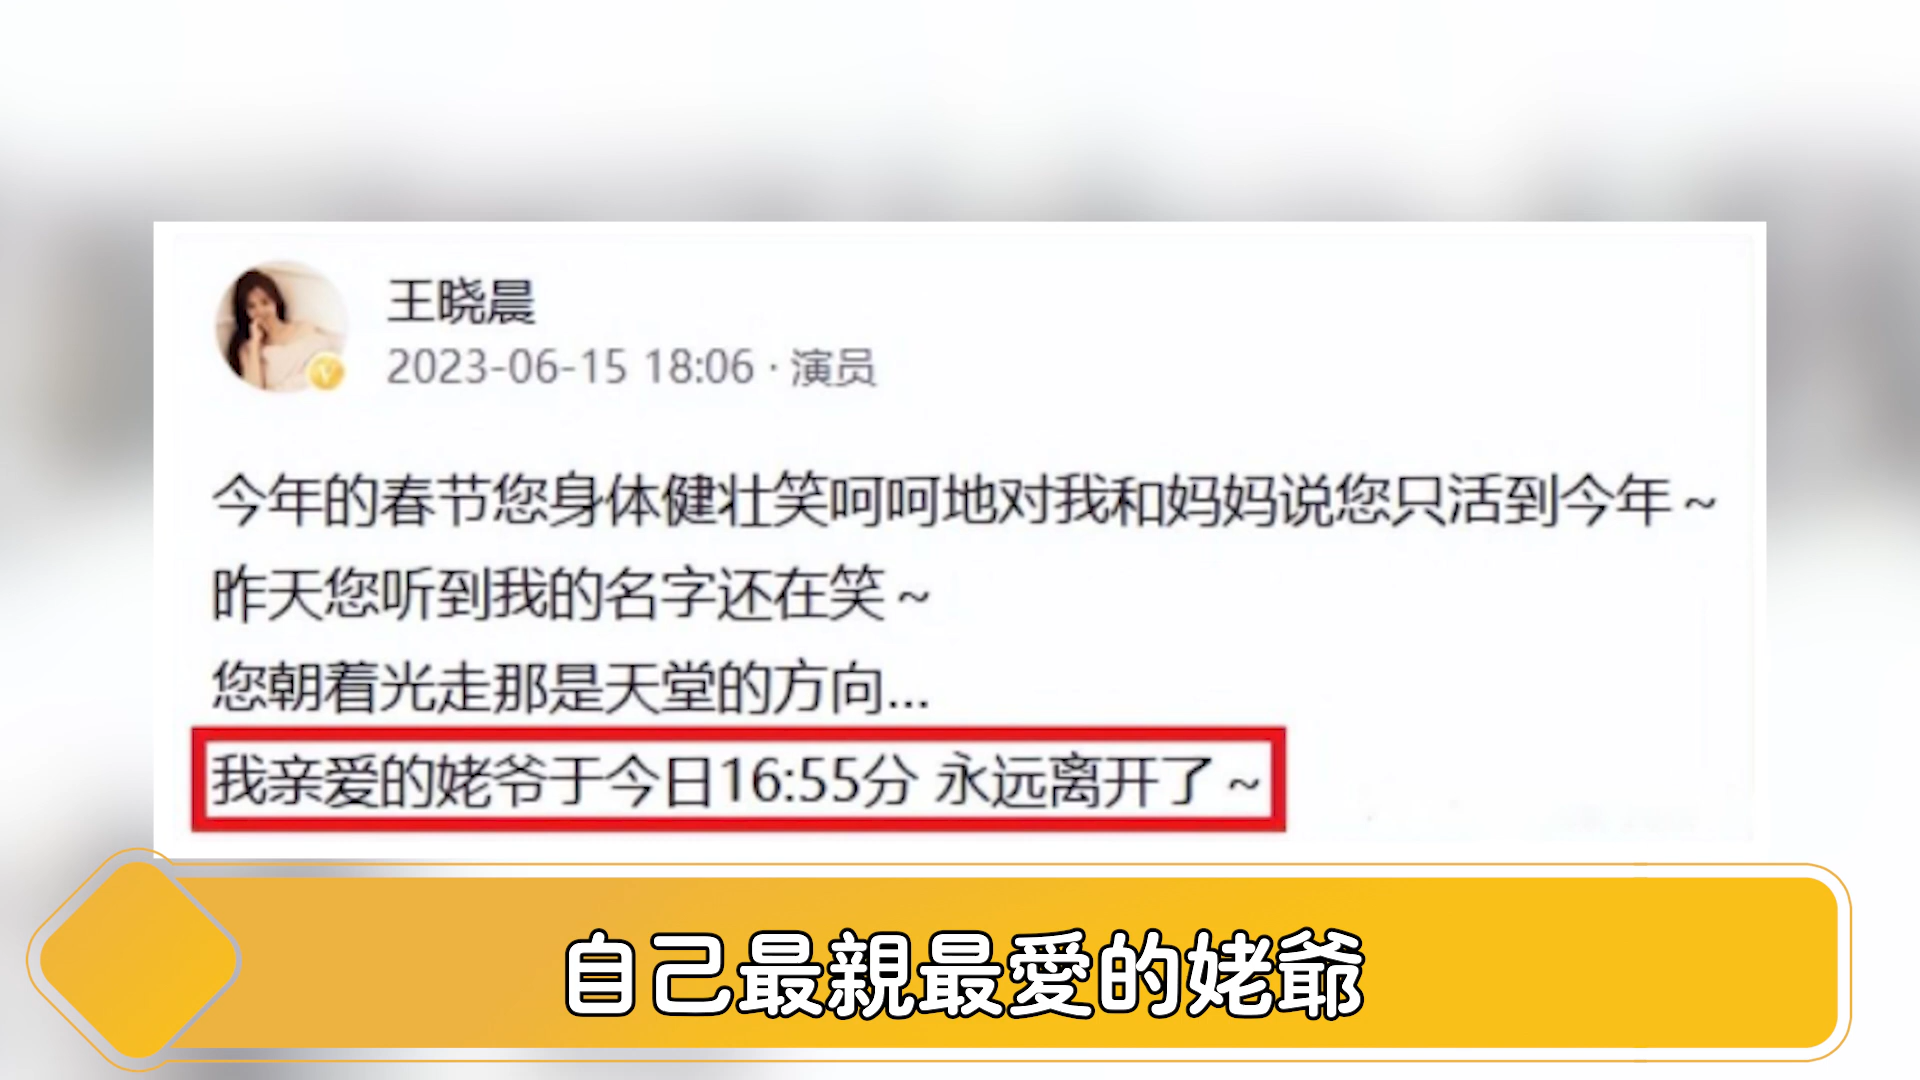 王晓晨
2023-06-15 18:06 · 演员
今年的春节您身体健壮笑呵呵地对我和妈妈说您只活到今年~
昨天您听到我的名字还在笑~
您朝着光走那是天堂的方向...
我亲爱的姥爷于今日16:55分 永远离开了~
自己最親最愛的姥爺